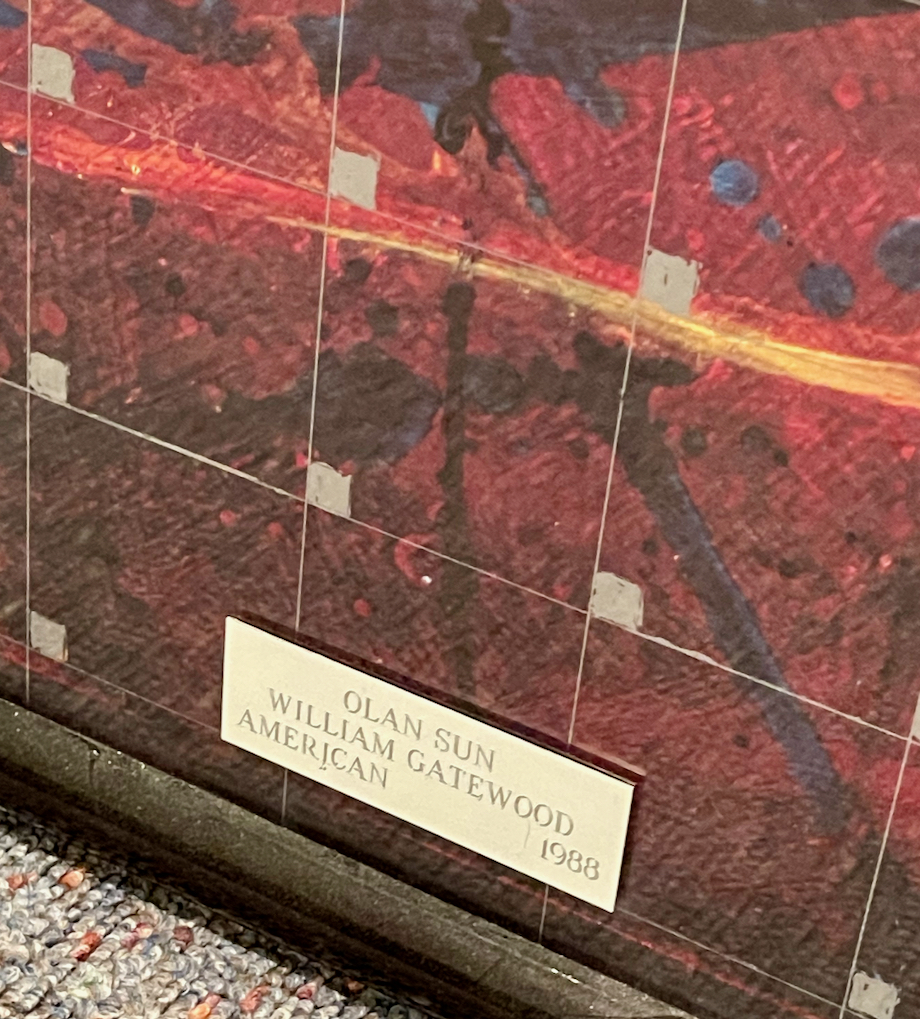 OLAN SUN
WILLIAM GATEWOOD
AMERICAN
1988